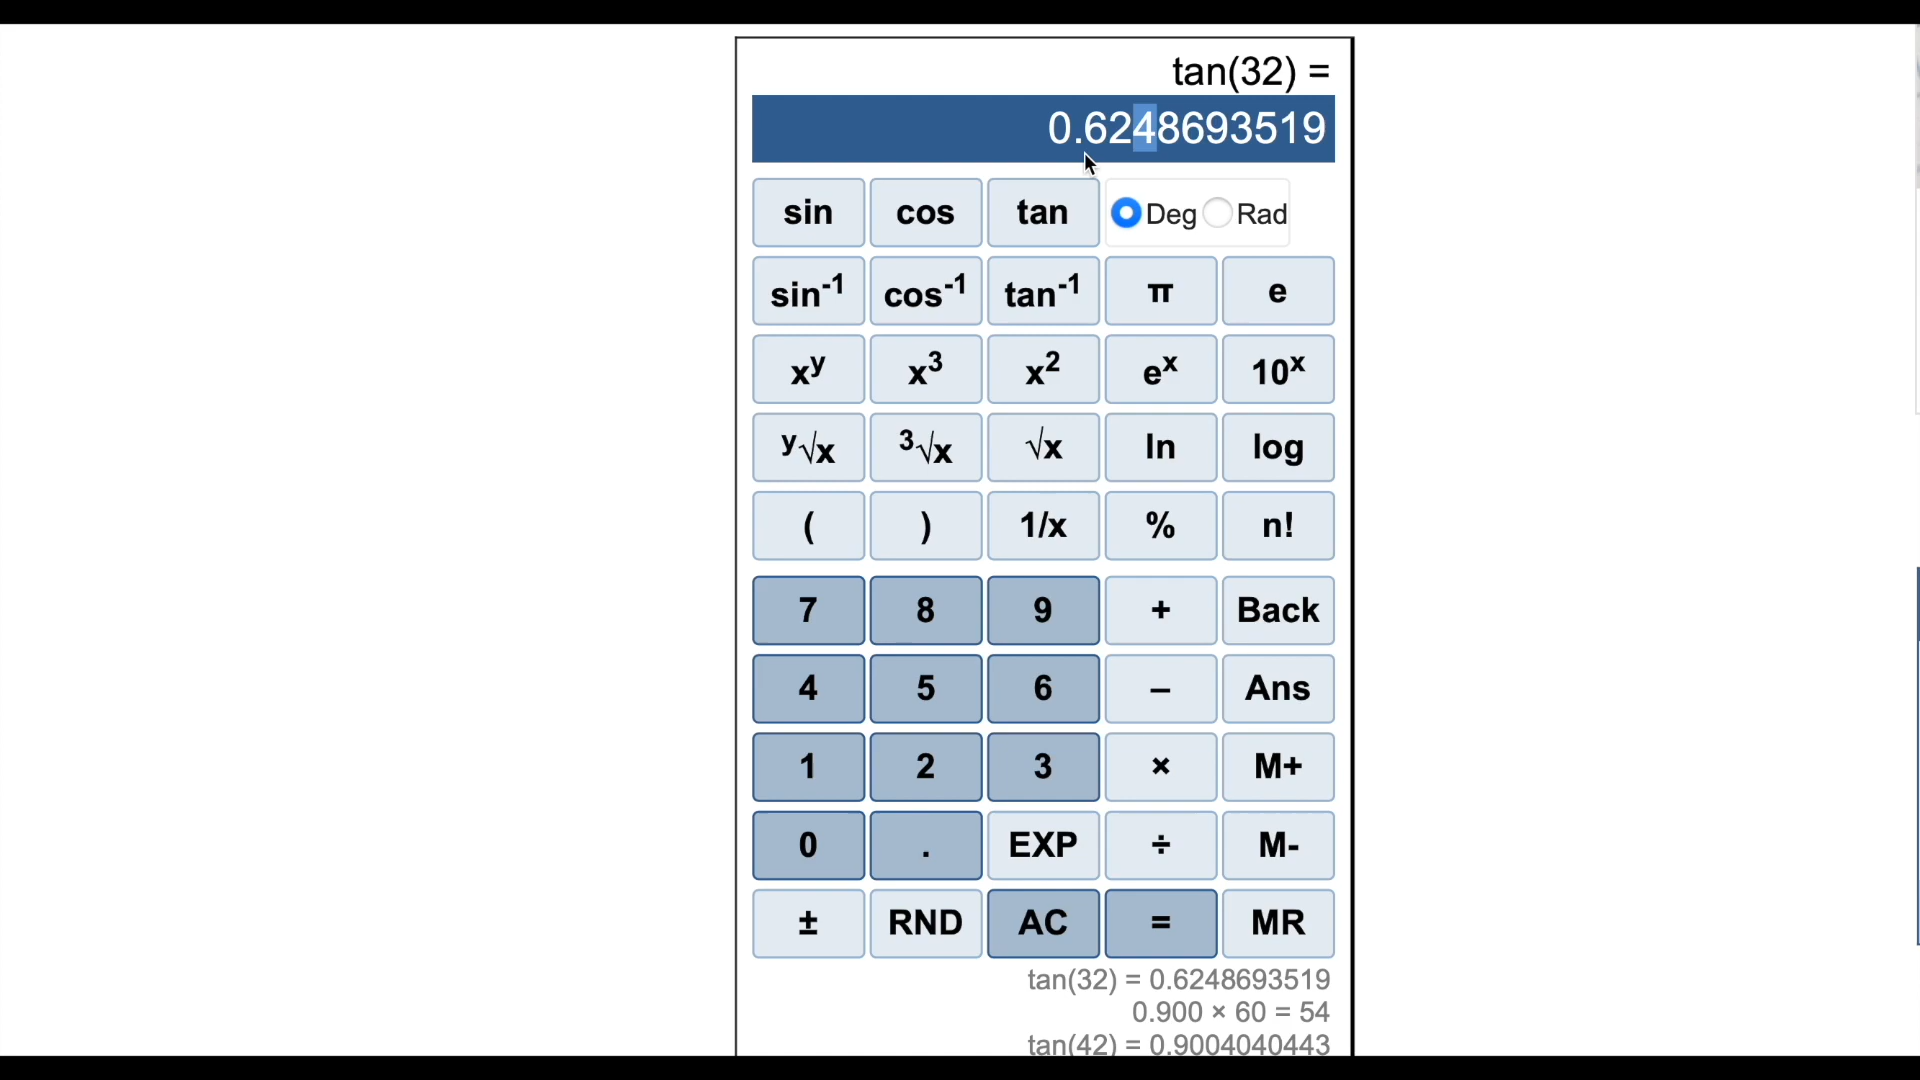 tan(32) =
0.6248693519
sin cos tan Deg Rad
sin⁻¹ cos⁻¹ tan⁻¹ π e
xʸ x³ x² eˣ 10ˣ
ʸ√x ³√x √x ln log
( ) 1/x % n!
7 8 9 + Back
4 5 6 – Ans
1 2 3 × M+
0 . EXP ÷ M-
± RND AC = MR
tan(32) = 0.6248693519
0.900 × 60 = 54
tan(42) = 0.9004040443